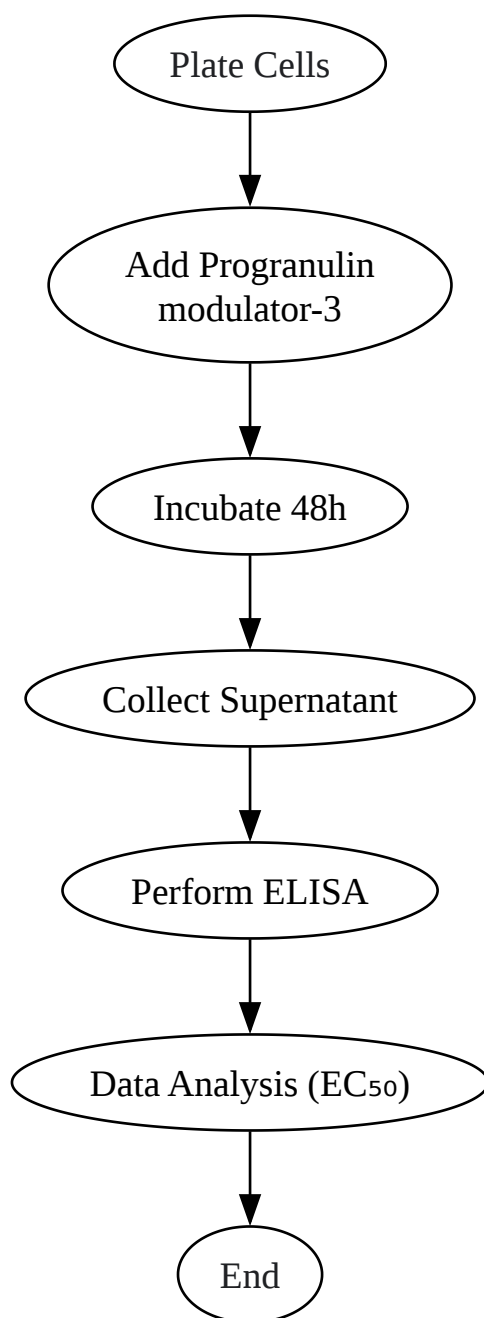 Plate Cells
Add Progranulin
modulator-3
Incubate 48h
Collect Supernatant
Perform ELISA
Data Analysis (EC₅₀)
End